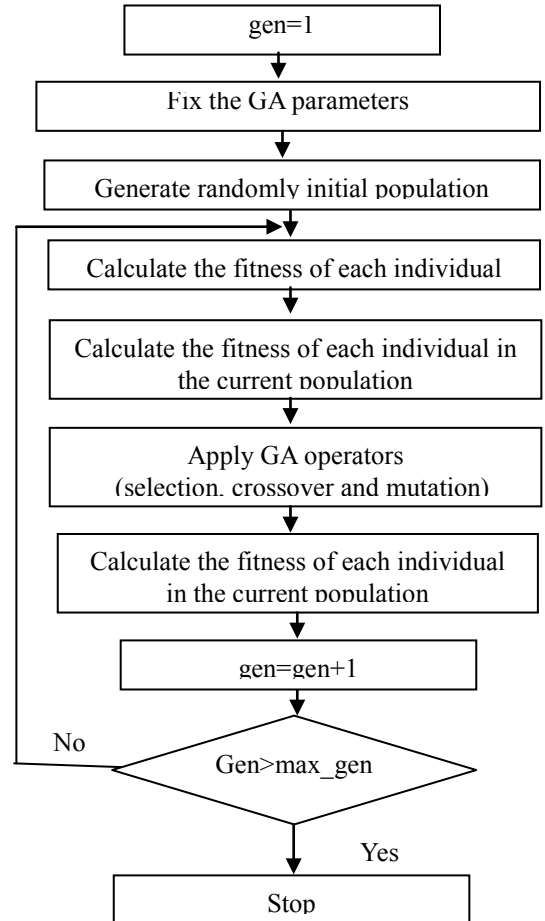 gen=1
Fix the GA parameters
Generate randomly initial population
Calculate the fitness of each individual
Calculate the fitness of each individual in
the current population
Apply GA operators
(selection, crossover and mutation)
Calculate the fitness of each individual
in the current population
gen=gen+1
No
Gen>max_gen
Yes
Stop